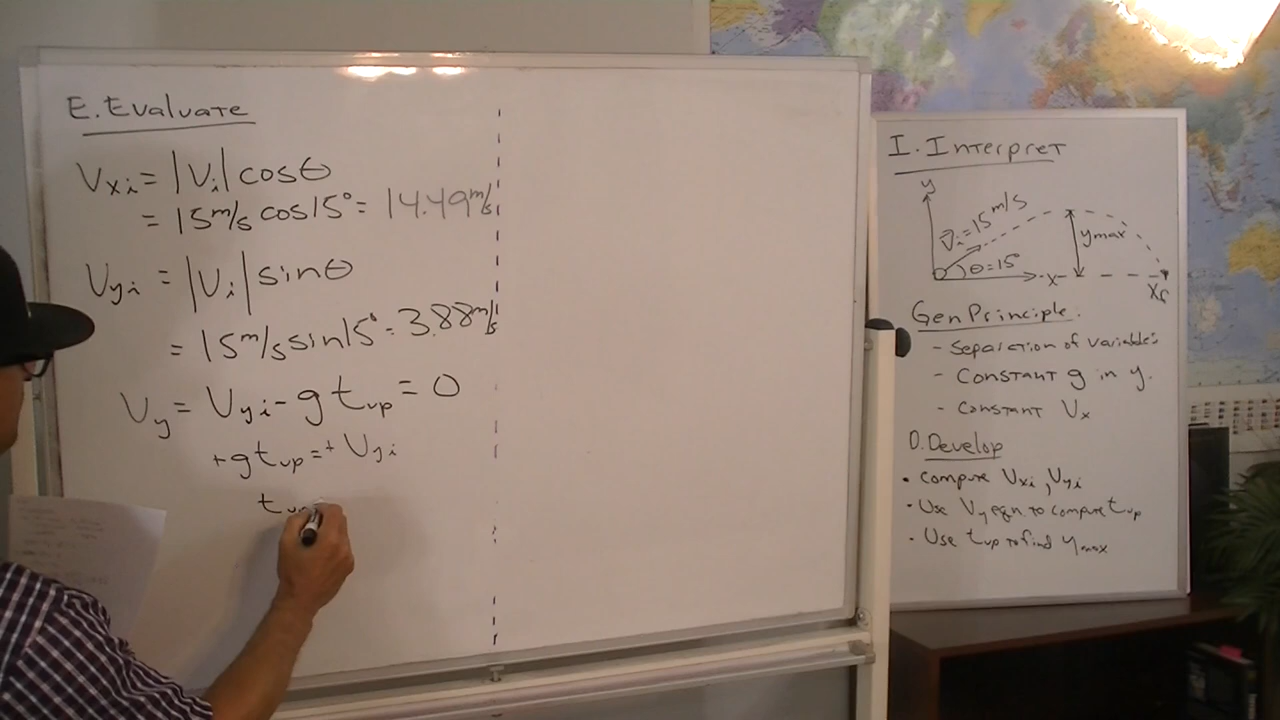 E. Evaluate
Vxi = |Vi| cosθ
= 15 m/s cos15° = 14.49 m/s
Vyi = |Vi| sinθ
= 15 m/s sin15° = 3.88 m/s
Vy = Vyi - g tup = 0
+g tup = + Vyi
tup
I. Interpret
y
Vi = 15 m/s
ymax
θ = 15°
x
Xf
Gen Principle.
- Separation of variables
- Constant g in y.
- Constant Vx
D. Develop
• Compute Vxi, Vyi
• Use Vy eqn to compute tup
• Use tup to find ymax